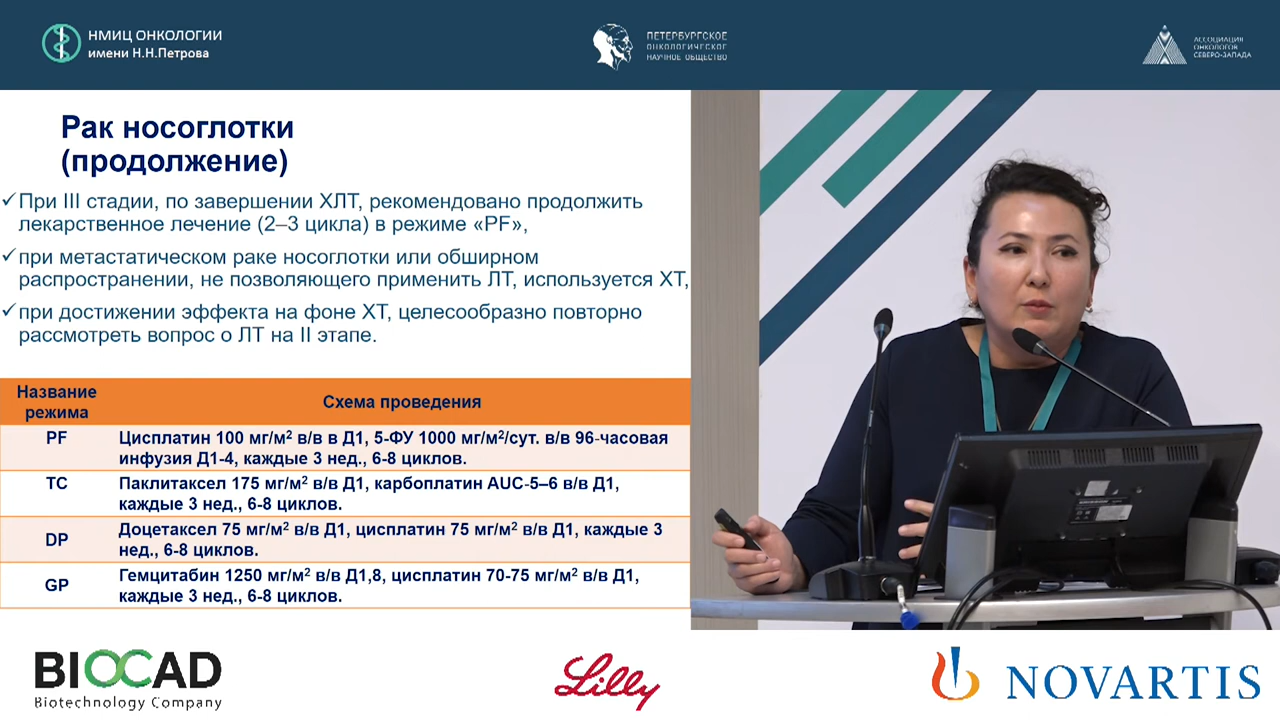 НМИЦ ОНКОЛОГИИ
имени Н.Н.Петрова
ПЕТЕРБУРГСКОЕ
ОНКОЛОГИЧЕСКОЕ
НАУЧНОЕ ОБЩЕСТВО
АССОЦИАЦИЯ
ОНКОЛОГОВ
СЕВЕРО-ЗАПАДА
Рак носоглотки
(продолжение)
✓При III стадии, по завершении ХЛТ, рекомендовано продолжить
лекарственное лечение (2–3 цикла) в режиме «PF»,
✓при метастатическом раке носоглотки или обширном
распространении, не позволяющего применить ЛТ, используется ХТ,
✓при достижении эффекта на фоне ХТ, целесообразно повторно
рассмотреть вопрос о ЛТ на II этапе.
Название
режима
Схема проведения
PF
Цисплатин 100 мг/м² в/в в Д1, 5-ФУ 1000 мг/м²/сут. в/в 96-часовая
инфузия Д1-4, каждые 3 нед., 6-8 циклов.
TC
Паклитаксел 175 мг/м² в/в Д1, карбоплатин AUC-5–6 в/в Д1,
каждые 3 нед., 6-8 циклов.
DP
Доцетаксел 75 мг/м² в/в Д1, цисплатин 75 мг/м² в/в Д1, каждые 3
нед., 6-8 циклов.
GP
Гемцитабин 1250 мг/м² в/в Д1,8, цисплатин 70-75 мг/м² в/в Д1,
каждые 3 нед., 6-8 циклов.
BIOCAD
Biotechnology Company
Lilly
NOVARTIS